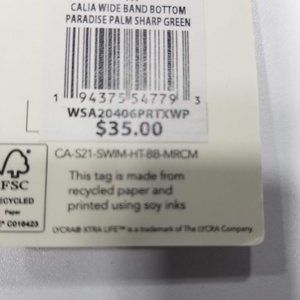 CALIA WIDE BAND BOTTOM
PARADISE PALM SHARP GREEN
1 94375 54779 3
WSA20406PRTXWP
$35.00
CA-S21-SWIM-HT-BB-MRCM
This tag is made from
recycled paper and
printed using soy inks
FSC
RECYCLED
Paper
C016423
LYCRA® XTRA LIFE™ is a trademark of The LYCRA Company.